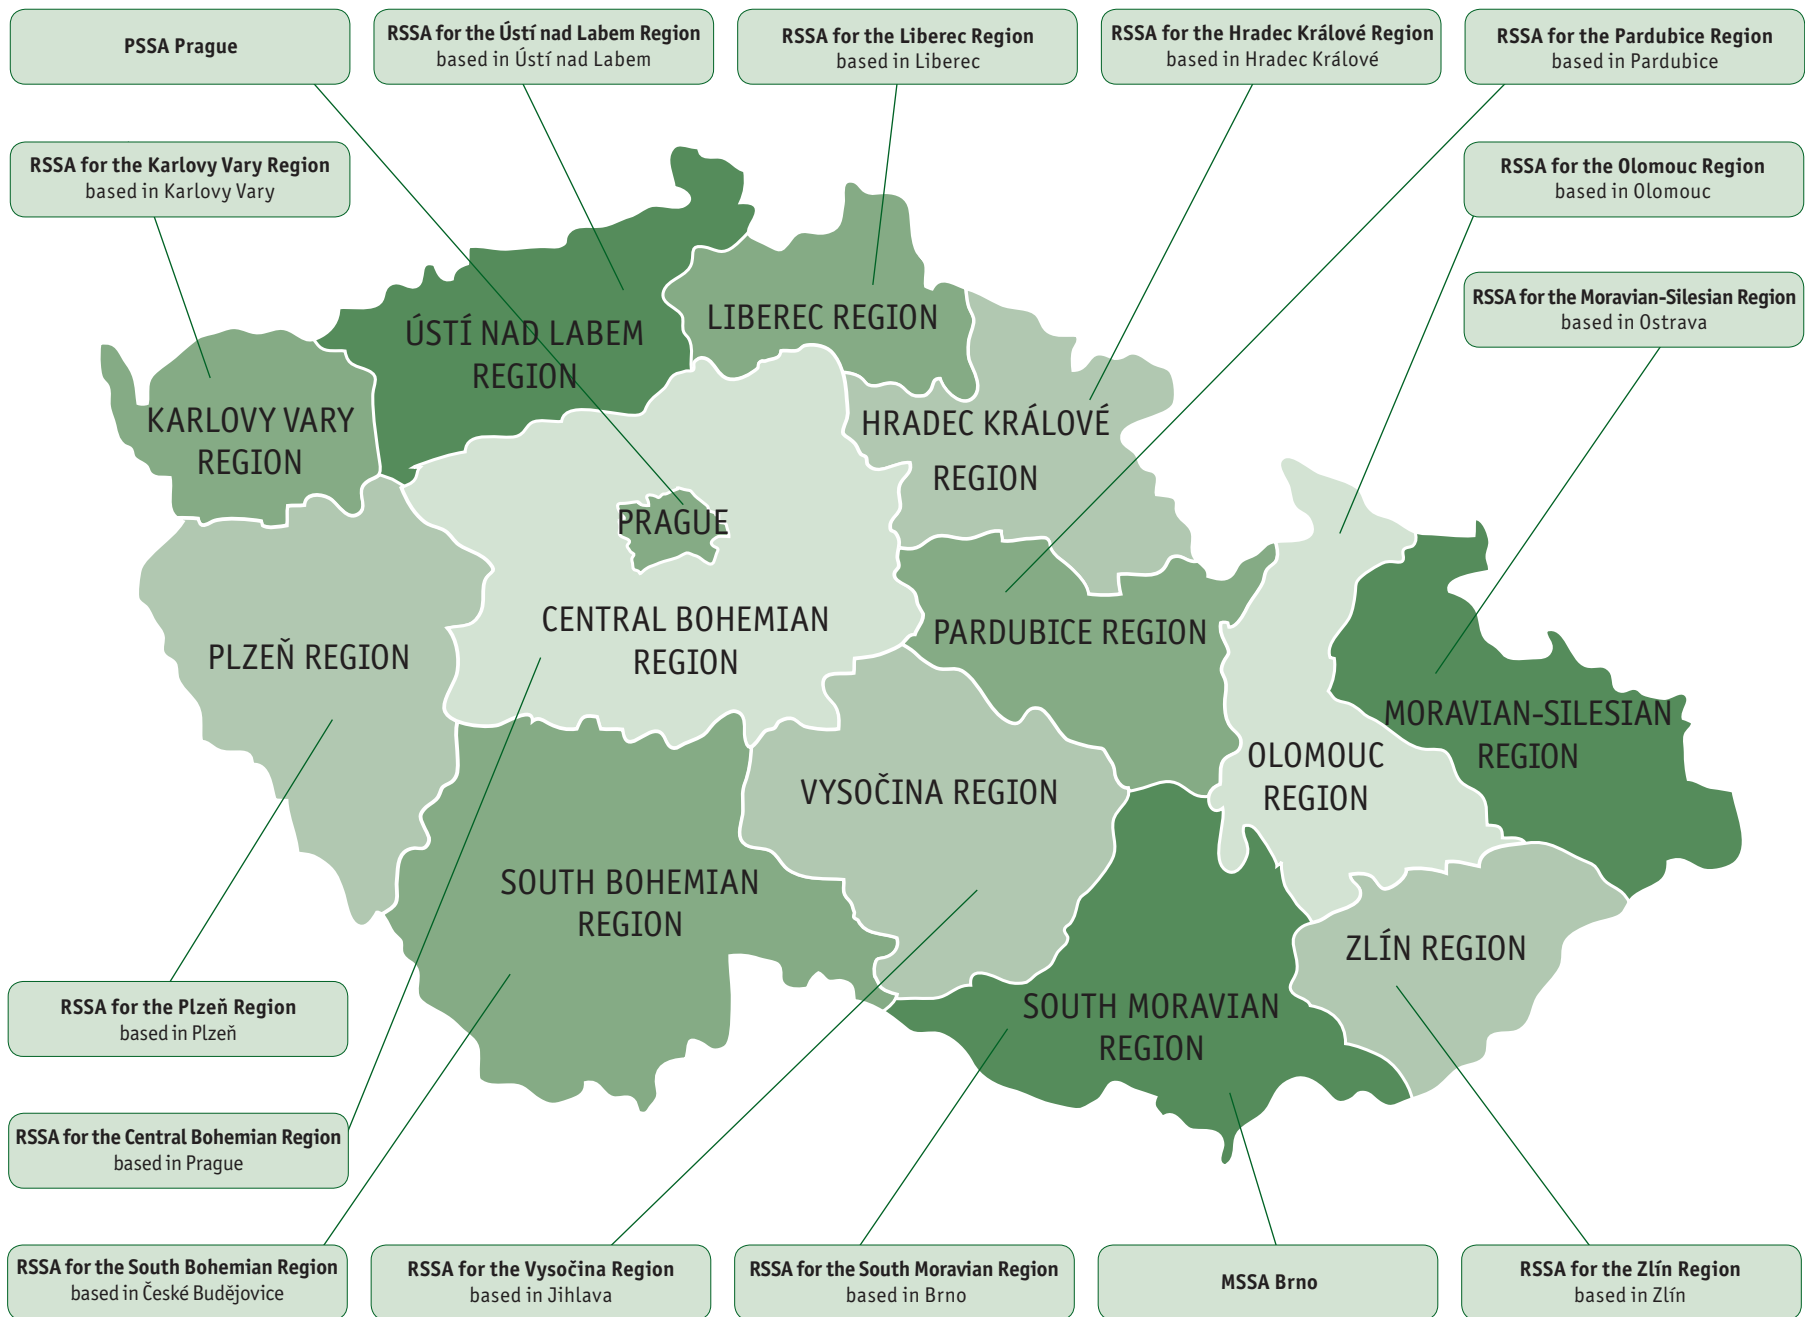 PSSA Prague
RSSA for the Ústí nad Labem Region
based in Ústí nad Labem
RSSA for the Liberec Region
based in Liberec
RSSA for the Hradec Králové Region
based in Hradec Králové
RSSA for the Pardubice Region
based in Pardubice
RSSA for the Karlovy Vary Region
based in Karlovy Vary
RSSA for the Olomouc Region
based in Olomouc
RSSA for the Moravian-Silesian Region
based in Ostrava
ÚSTÍ NAD LABEM
REGION
LIBEREC REGION
KARLOVY VARY
REGION
HRADEC KRÁLOVÉ
REGION
PRAGUE
CENTRAL BOHEMIAN
REGION
PARDUBICE REGION
PLZEŇ REGION
MORAVIAN-SILESIAN
REGION
OLOMOUC
REGION
VYSOČINA REGION
SOUTH BOHEMIAN
REGION
ZLÍN REGION
SOUTH MORAVIAN
REGION
RSSA for the Plzeň Region
based in Plzeň
RSSA for the Central Bohemian Region
based in Prague
RSSA for the South Bohemian Region
based in České Budějovice
RSSA for the Vysočina Region
based in Jihlava
RSSA for the South Moravian Region
based in Brno
MSSA Brno
RSSA for the Zlín Region
based in Zlín